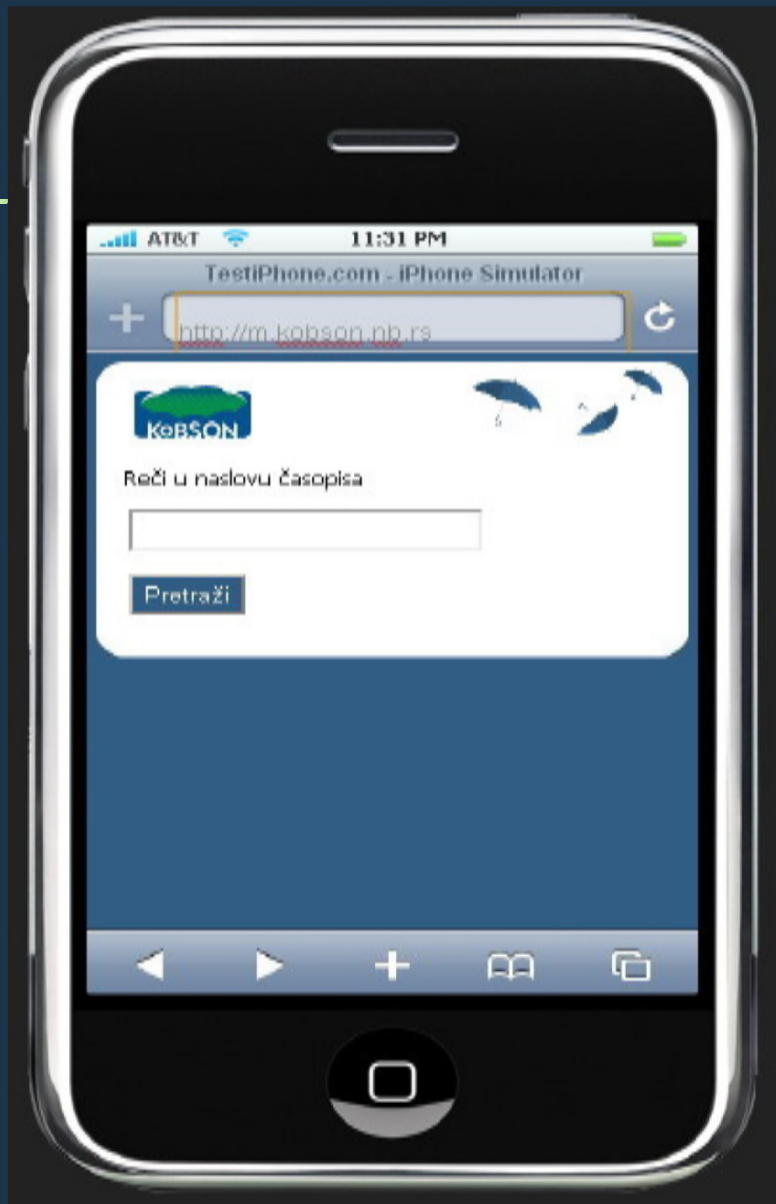 AT&T 11:31 PM
TestiPhone.com - iPhone Simulator
http://m.kobson.nb.rs
KOBSON
Reči u naslovu časopisa
Pretraži